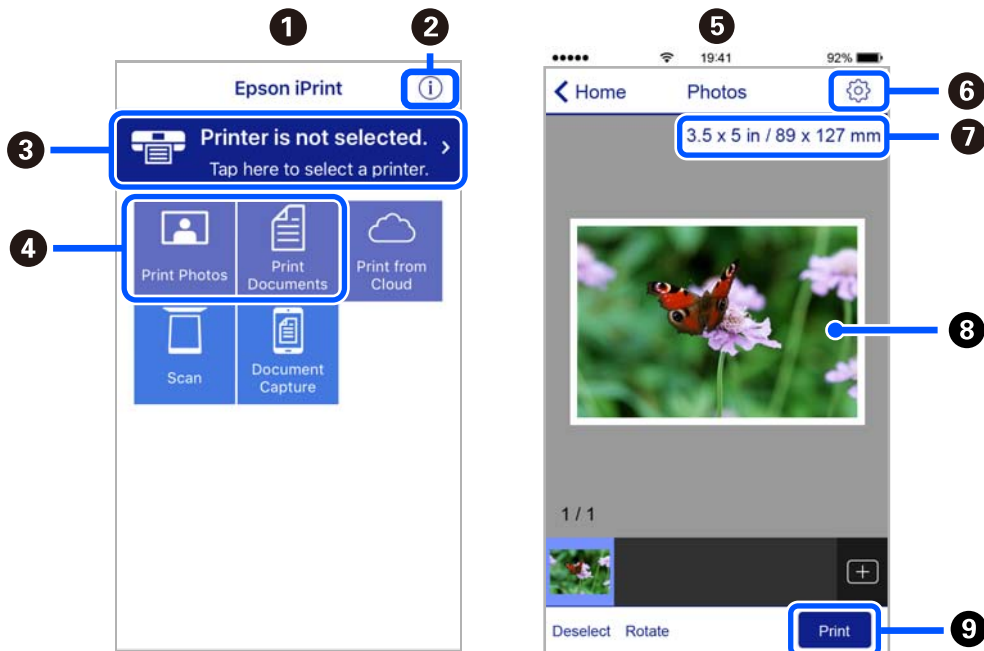 1
2
Epson iPrint
3
Printer is not selected.
Tap here to select a printer.
4
Print Photos
Print
Documents
Print from
Cloud
Scan
Document
Capture
5
19:41
92%
Home
Photos
6
3.5 x 5 in / 89 x 127 mm
7
8
1 / 1
Deselect
Rotate
Print
9